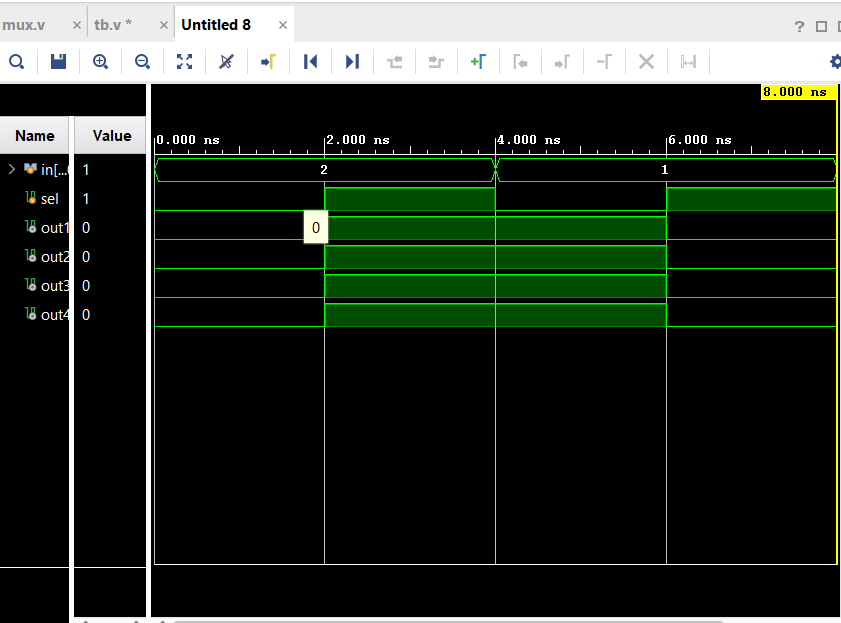 mux.v × tb.v * × Untitled 8 ×
?
8.000 ns
Name Value
0.000 ns 2.000 ns 4.000 ns 6.000 ns
in[... 1 2 1
sel 1
out1 0 0
out2 0
out3 0
out4 0